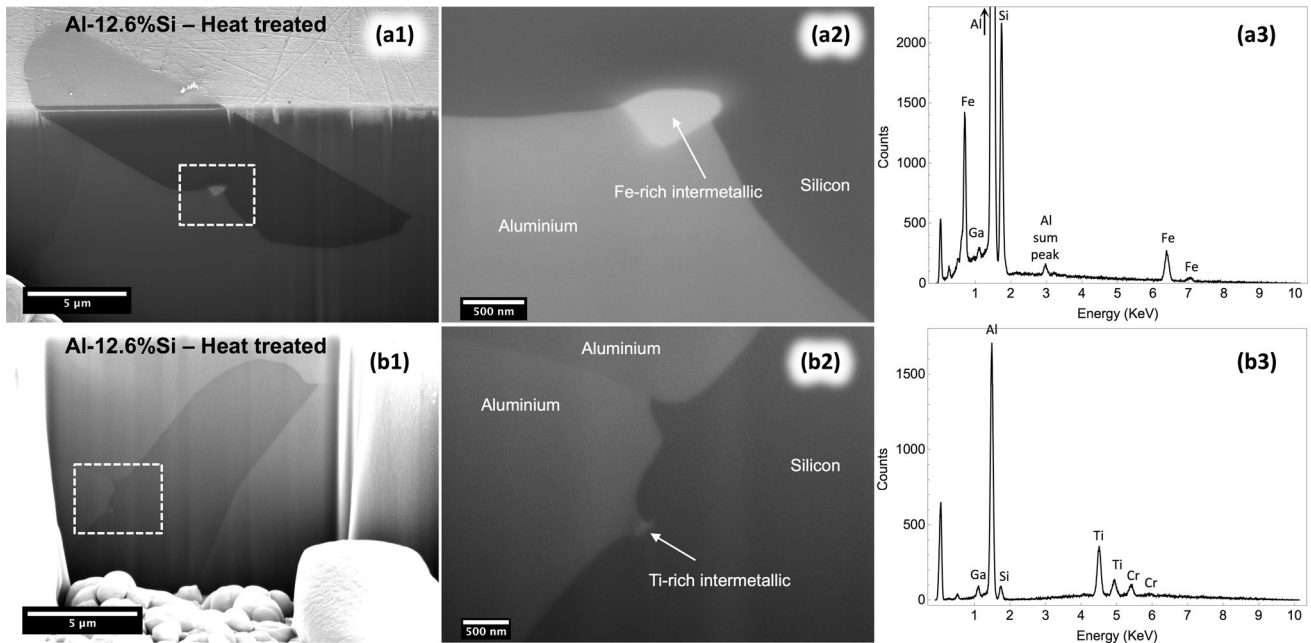 Al-12.6%Si – Heat treated
(a1)
5 µm
(a2)
Fe-rich intermetallic
Silicon
Aluminium
500 nm
(a3)
Al
Si
2000
1500
Fe
Counts
1000
500
Ga
Al
sum
peak
Fe
Fe
0
1 2 3 4 5 6 7 8 9 10
Energy (KeV)
Al-12.6%Si – Heat treated
(b1)
5 µm
(b2)
Aluminium
Aluminium
Silicon
Ti-rich intermetallic
500 nm
(b3)
Al
1500
Counts
1000
500
Ti
Ga
Si
Ti
Cr
Cr
0
1 2 3 4 5 6 7 8 9 10
Energy (KeV)